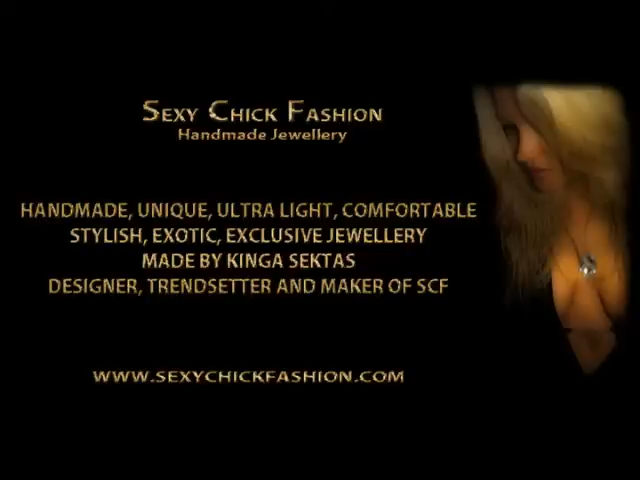 Sexy Chick Fashion
Handmade Jewellery
HANDMADE, UNIQUE, ULTRA LIGHT, COMFORTABLE
STYLISH, EXOTIC, EXCLUSIVE JEWELLERY
MADE BY KINGA SEKTAS
DESIGNER, TRENDSETTER AND MAKER OF SCF
WWW.SEXYCHICKFASHION.COM